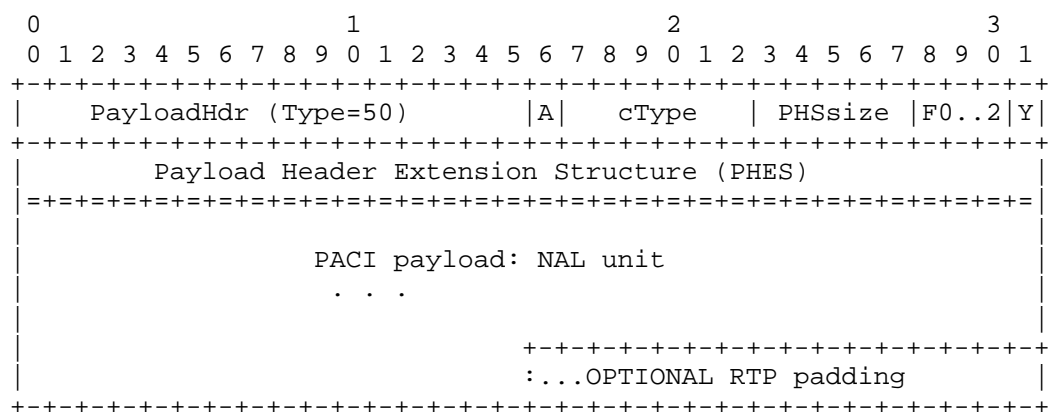 0                   1                   2                   3
 0 1 2 3 4 5 6 7 8 9 0 1 2 3 4 5 6 7 8 9 0 1 2 3 4 5 6 7 8 9 0 1
+-+-+-+-+-+-+-+-+-+-+-+-+-+-+-+-+-+-+-+-+-+-+-+-+-+-+-+-+-+-+-+-+
|    PayloadHdr (Type=50)       |A|   cType   | PHSsize |F0..2|Y|
+-+-+-+-+-+-+-+-+-+-+-+-+-+-+-+-+-+-+-+-+-+-+-+-+-+-+-+-+-+-+-+-+
|        Payload Header Extension Structure (PHES)              |
|=+=+=+=+=+=+=+=+=+=+=+=+=+=+=+=+=+=+=+=+=+=+=+=+=+=+=+=+=+=+=+=|
|                                                               |
|                  PACI payload: NAL unit                       |
|                   . . .                                       |
|                                                               |
|                               +-+-+-+-+-+-+-+-+-+-+-+-+-+-+-+-+
|                               :...OPTIONAL RTP padding        |
+-+-+-+-+-+-+-+-+-+-+-+-+-+-+-+-+-+-+-+-+-+-+-+-+-+-+-+-+-+-+-+-+